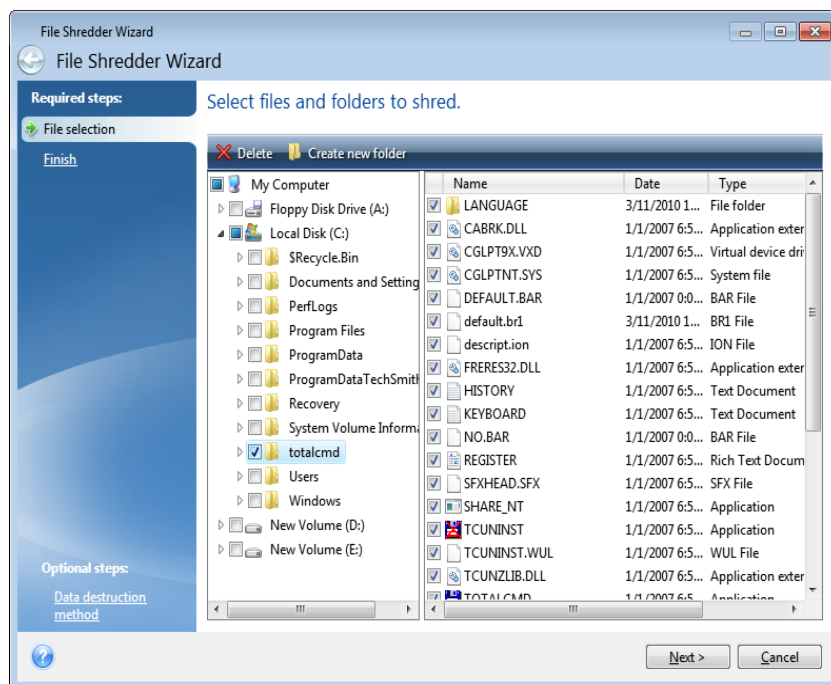 File Shredder Wizard
File Shredder Wizard
Required steps:
File selection
Finish
Optional steps:
Data destruction
method
Select files and folders to shred.
Delete Create new folder
My Computer
Floppy Disk Drive (A:)
Local Disk (C:)
$Recycle.Bin
Documents and Setting
PerfLogs
Program Files
ProgramData
ProgramDataTechSmith
Recovery
System Volume Informa
totalcmd
Users
Windows
New Volume (D:)
New Volume (E:)
Name Date Type
LANGUAGE 3/11/2010 1... File folder
CABRK.DLL 1/1/2007 6:5... Application exter
CGLPT9X.VXD 1/1/2007 6:5... Virtual device dri
CGLPTNT.SYS 1/1/2007 6:5... System file
DEFAULT.BAR 1/1/2007 0:0... BAR File
default.br1 3/11/2010 1... BR1 File
descript.ion 1/1/2007 6:5... ION File
FRERES32.DLL 1/1/2007 6:5... Application exter
HISTORY 1/1/2007 6:5... Text Document
KEYBOARD 1/1/2007 6:5... Text Document
NO.BAR 1/1/2007 0:0... BAR File
REGISTER 1/1/2007 6:5... Rich Text Docum
SFXHEAD.SFX 1/1/2007 6:5... SFX File
SHARE_NT 1/1/2007 6:5... Application
TCUNINST 1/1/2007 6:5... Application
TCUNINST.WUL 1/1/2007 6:5... WUL File
TCUNZLIB.DLL 1/1/2007 6:5... Application exter
TOTALCMD 1/1/2007 6:5... Application
Next > Cancel